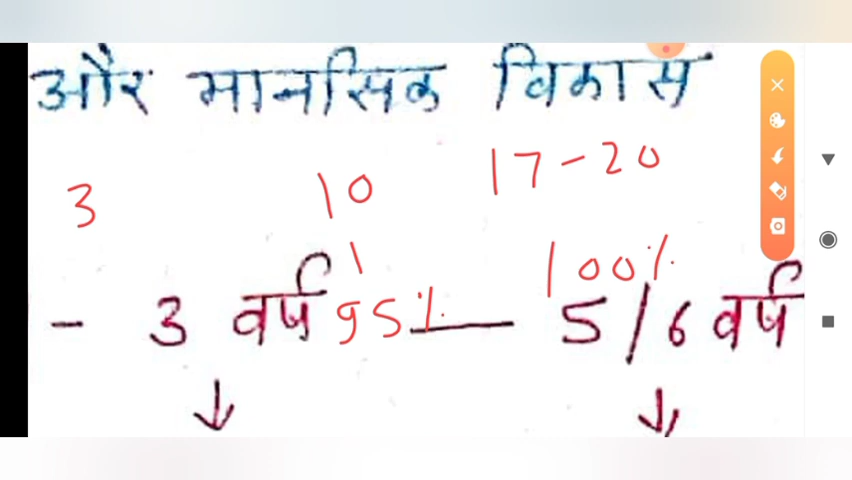 और मानसिक विकास
3 10 17-20
1 100%
- 3 वर्ष 95% — 5/6 वर्ष